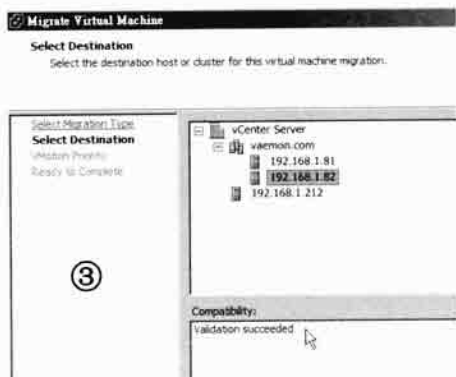 Migrate Virtual Machine
Select Destination
Select the destination host or cluster for this virtual machine migration.
Select Migration Type
Select Destination
VMotion Priority
Ready to Complete
③
vCenter Server
vaemon.com
192.168.1.81
192.168.1.82
192.168.1.212
Compatibility:
Validation succeeded